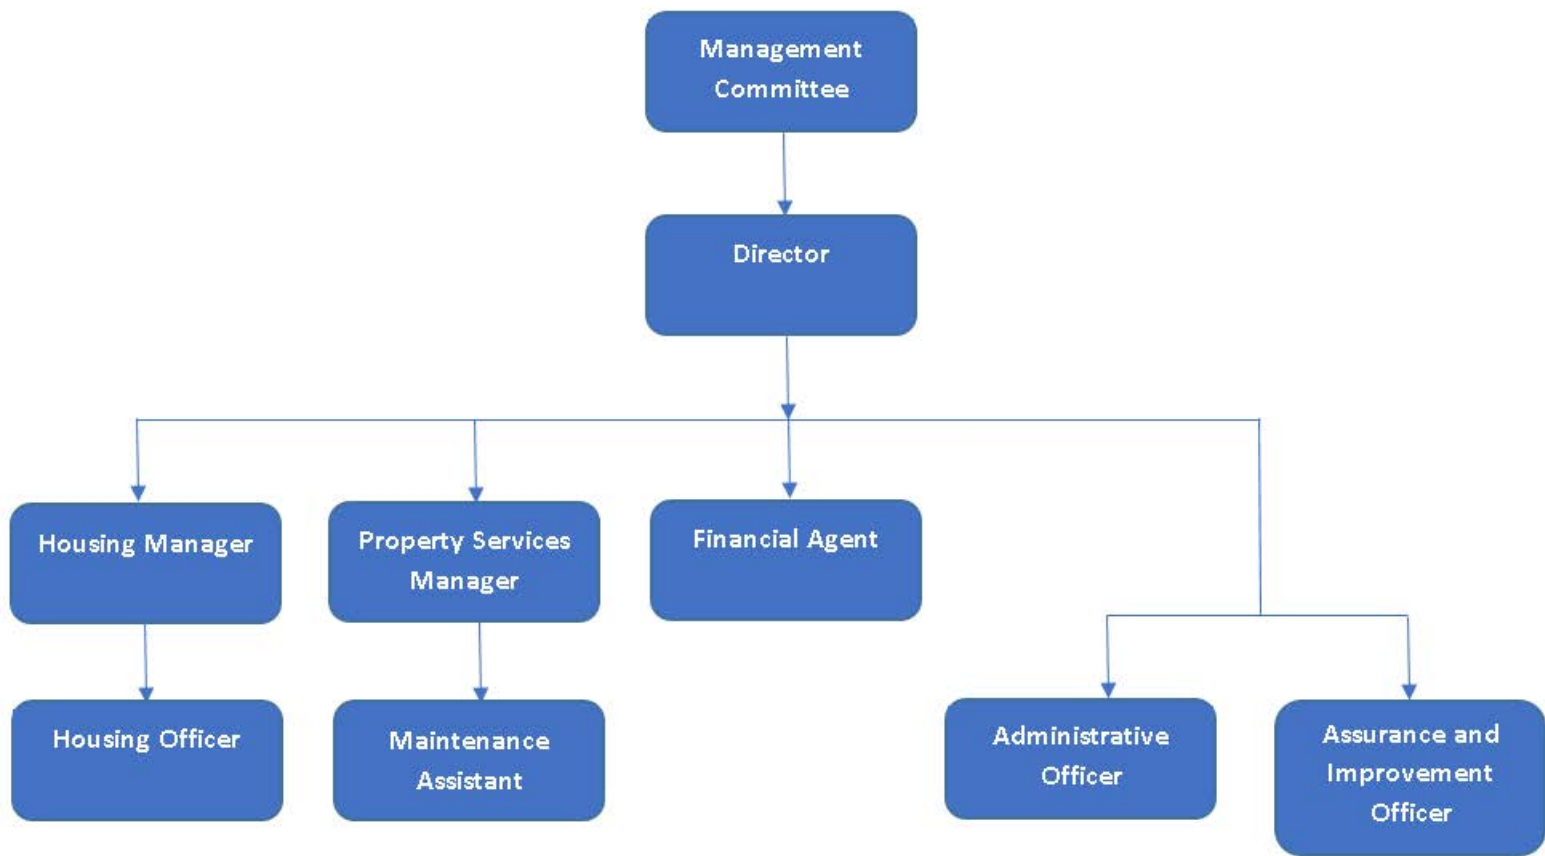 Management
Committee
Director
Housing Manager
Property Services
Manager
Financial Agent
Housing Officer
Maintenance
Assistant
Administrative
Officer
Assurance and
Improvement
Officer